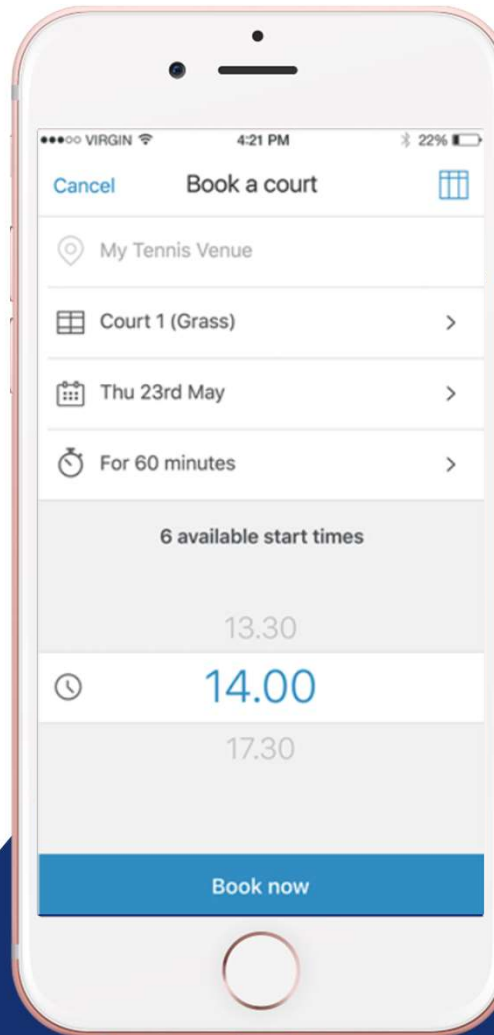 VIRGIN 4:21 PM 22%
Cancel Book a court
My Tennis Venue
Court 1 (Grass)
Thu 23rd May
For 60 minutes
6 available start times
13.30
14.00
17.30
Book now